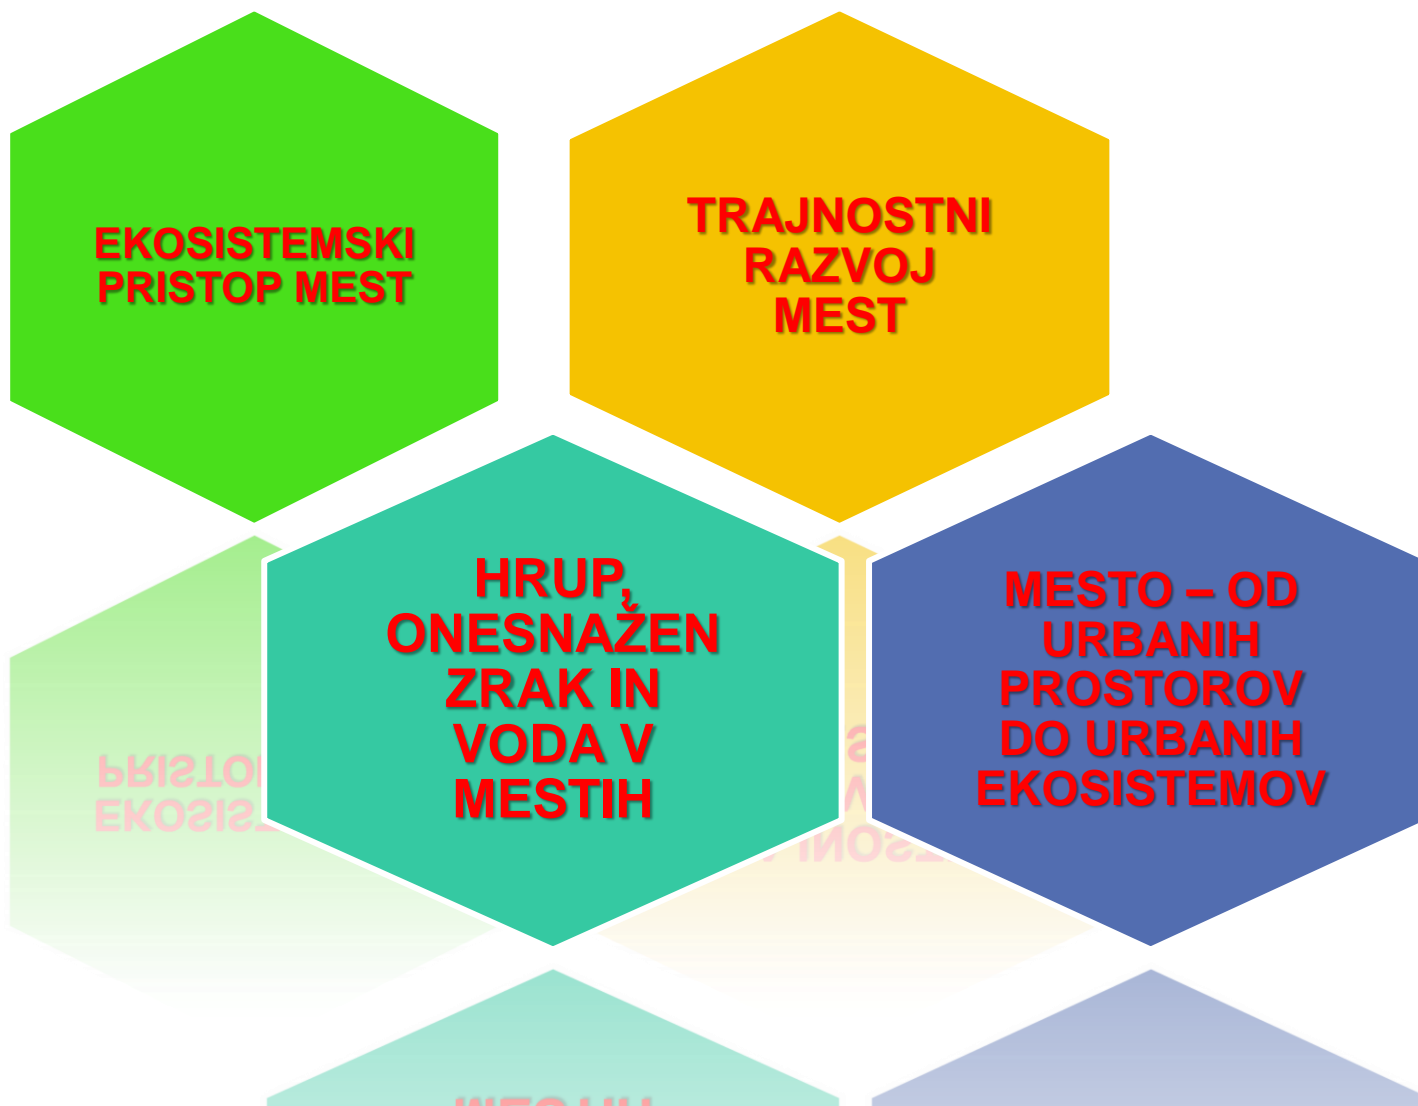 EKOSISTEMSKI
PRISTOP MEST
TRAJNOSTNI
RAZVOJ
MEST
HRUP,
ONESNAŽEN
ZRAK IN
VODA V
MESTIH
MESTO – OD
URBANIH
PROSTOROV
DO URBANIH
EKOSISTEMOV